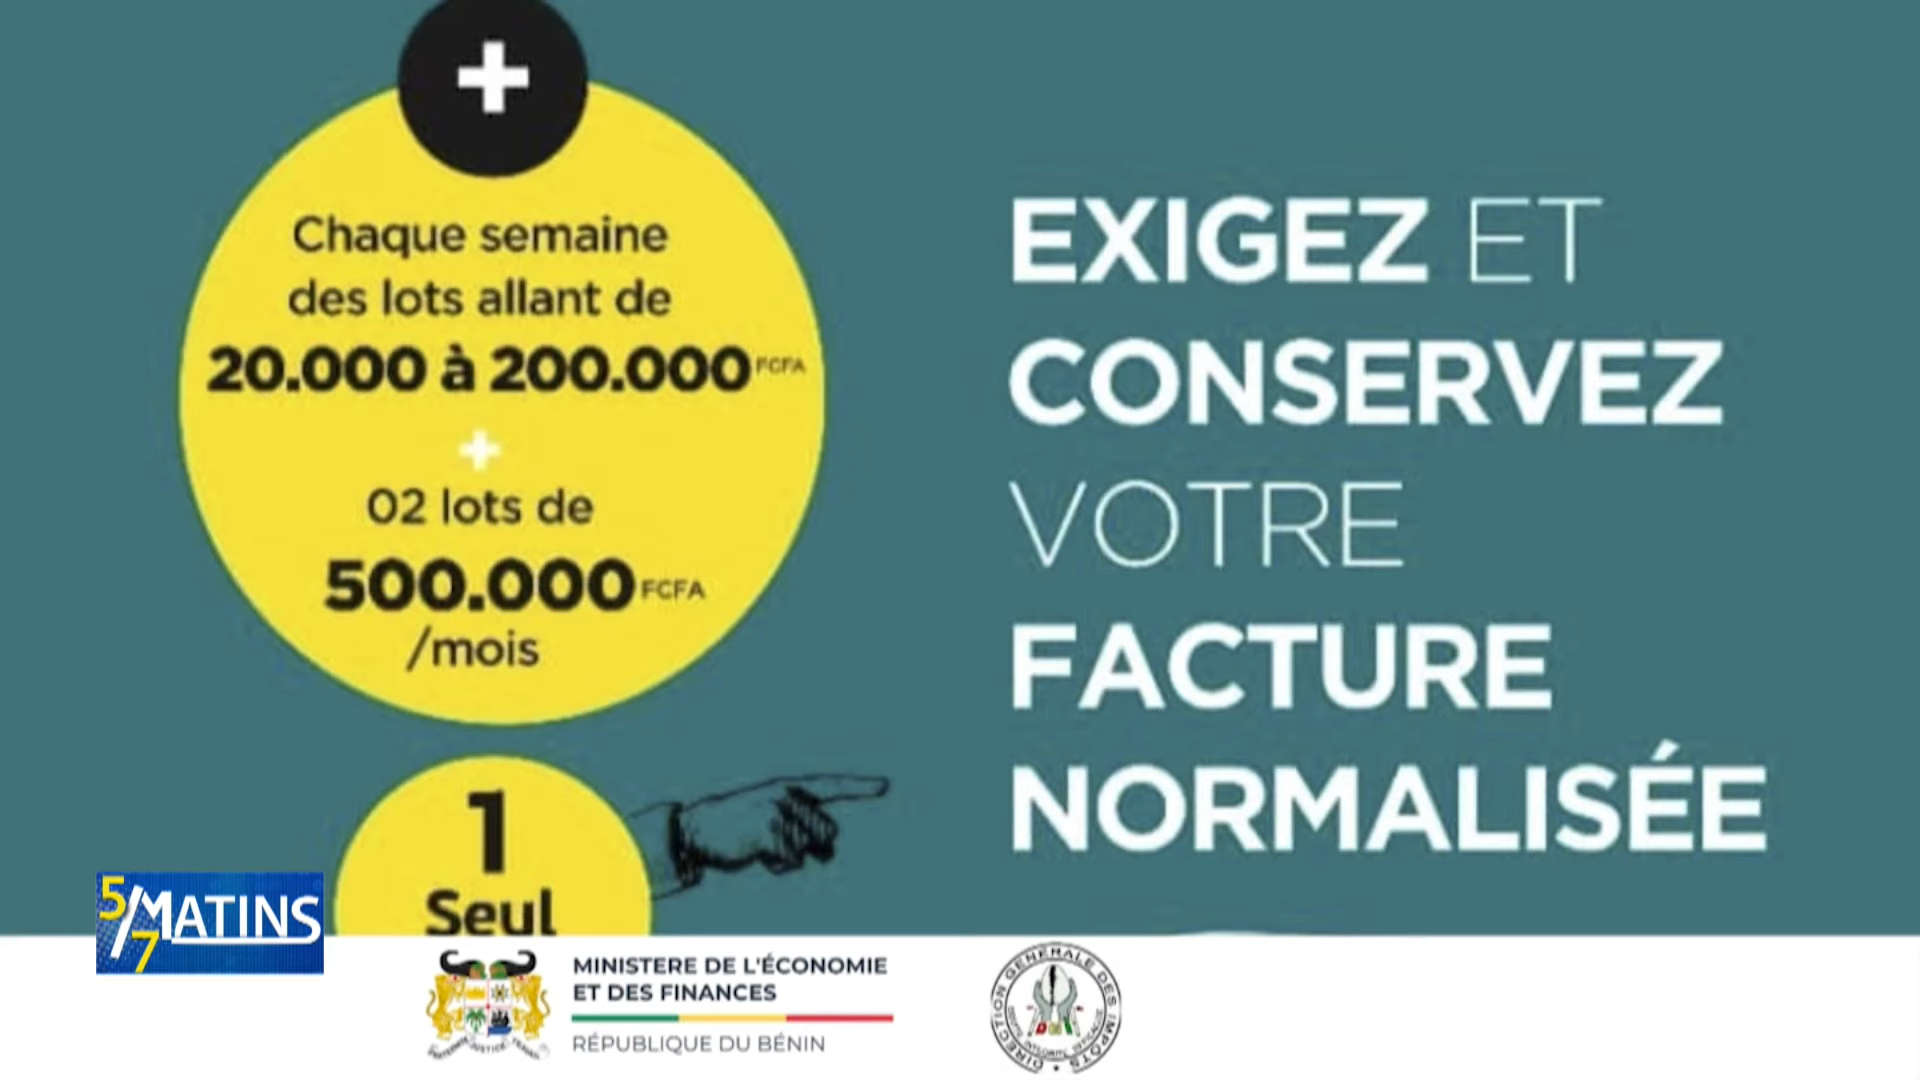 +
Chaque semaine
des lots allant de
20.000 à 200.000 FCFA
+
02 lots de
500.000 FCFA
/mois
1
Seul
EXIGEZ ET
CONSERVEZ
VOTRE
FACTURE
NORMALISÉE
5/7 MATINS
MINISTERE DE L'ÉCONOMIE
ET DES FINANCES
RÉPUBLIQUE DU BÉNIN
DIRECTION GÉNÉRALE DES IMPÔTS